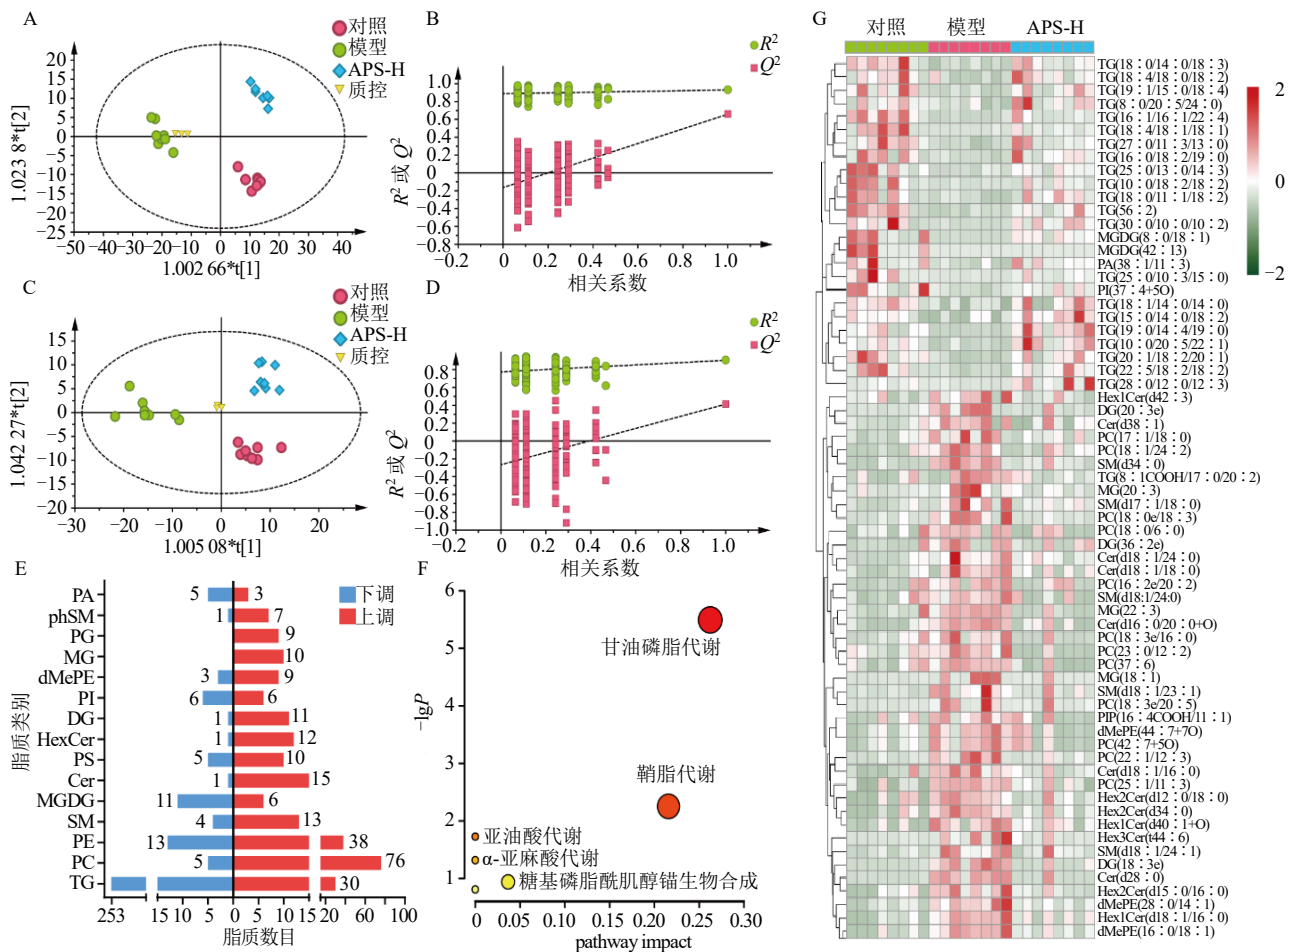 A
对照
模型
APS-H
质控
20
15
10
5
0
−5
−10
−15
−20
−25
−50 −40 −30 −20 −10 0 10 20 30 40
1.023 8*t[2]
1.002 66*t[1]
B
R²
Q²
1.0
0.8
0.6
0.4
0.2
0
−0.2
0.4
0.6
−0.8
−0.2 0 0.2 0.4 0.6 0.8 1.0
R² 或 Q²
相关系数
C
对照
模型
APS-H
质控
15
10
5
0
−5
−10
−15
−20
−30 −20 −10 0 10 20
1.042 27*t[2]
1.005 08*t[1]
D
R²
Q²
0.8
0.6
0.4
0.2
0
−0.2
−0.4
−0.6
−0.8
−1.0
−0.2 0 0.2 0.4 0.6 0.8 1.0
R² 或 Q²
相关系数
E
下调
上调
脂质类别
PA 5 3
phSM 1 7
PG 9
MG 10
dMePE 3 9
PI 6 6
DG 1 11
HexCer 1 12
PS 5 10
Cer 1 15
MGDG 11 6
SM 4 13
PE 13 38
PC 5 76
TG 30
253 15 10 5 0 5 10 15 20 60 100
脂质数目
F
6
5
4
3
2
1
−lgP
甘油磷脂代谢
鞘脂代谢
亚油酸代谢
α-亚麻酸代谢
糖基磷脂酰肌醇锚生物合成
0 0.05 0.10 0.15 0.20 0.25 0.30
pathway impact
G
对照 模型 APS-H
2
0
−2
TG(18∶0/14∶0/18∶3)
TG(18∶4/18∶0/18∶2)
TG(19∶1/15∶0/18∶4)
TG(8∶0/20∶5/24∶0)
TG(16∶1/16∶1/22∶4)
TG(18∶4/18∶1/18∶1)
TG(27∶0/11∶3/13∶0)
TG(16∶0/18∶2/19∶0)
TG(25∶0/13∶0/14∶3)
TG(10∶0/18∶2/18∶2)
TG(18∶0/11∶1/18∶2)
TG(56∶2)
TG(30∶0/10∶0/10∶2)
MGDG(8∶0/18∶1)
MGDG(42∶13)
PA(38∶1/11∶3)
TG(25∶0/10∶3/15∶0)
PI(37∶4+5O)
TG(18∶1/14∶0/14∶0)
TG(15∶0/14∶0/18∶2)
TG(19∶0/14∶4/19∶0)
TG(10∶0/20∶5/22∶1)
TG(20∶1/18∶2/20∶1)
TG(22∶5/18∶2/18∶2)
TG(28∶0/12∶0/12∶3)
Hex1Cer(d42∶3)
DG(20∶3e)
Cer(d38∶1)
PC(17∶1/18∶0)
PC(18∶1/24∶2)
SM(d34∶0)
TG(8∶1COOH/17∶0/20∶2)
MG(20∶3)
SM(d17∶1/18∶0)
PC(18∶0e/18∶3)
PC(18∶0/6∶0)
DG(36∶2e)
Cer(d18∶1/24∶0)
Cer(d18∶1/18∶0)
PC(16∶2e/20∶2)
SM(d18:1/24:0)
MG(22∶3)
Cer(d16∶0/20∶0+O)
PC(18∶3e/16∶0)
PC(23∶0/12∶2)
PC(37∶6)
MG(18∶1)
SM(d18∶1/23∶1)
PC(18∶3e/20∶5)
PIP(16∶4COOH/11∶1)
dMePE(44∶7+7O)
PC(42∶7+5O)
PC(22∶1/12∶3)
Cer(d18∶1/16∶0)
PC(25∶1/11∶3)
Hex2Cer(d12∶0/18∶0)
Hex2Cer(d34∶0)
Hex1Cer(d40∶1+O)
Hex3Cer(t44∶6)
SM(d18∶1/24∶1)
DG(18∶3e)
Cer(d28∶0)
Hex2Cer(d15∶0/16∶0)
dMePE(28∶0/14∶1)
Hex1Cer(d18∶1/16∶0)
dMePE(16∶0/18∶1)